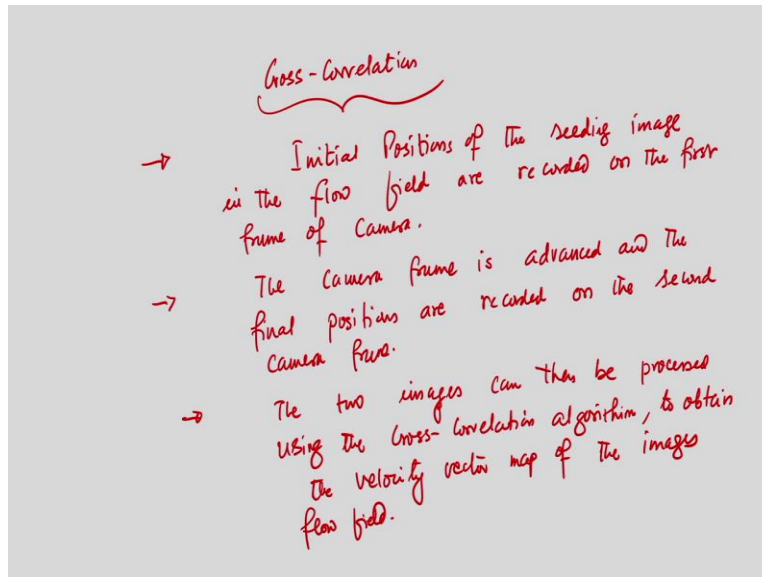 Cross-Correlation
→ Initial Positions of the seeding image
in the flow field are recorded on the first
frame of Camera.
→ The Camera frame is advanced and the
final positions are recorded on the second
camera frame.
→ The two images can then be processed
using the Cross-Correlation algorithim, to obtain
the velocity vector map of the images
flow field.